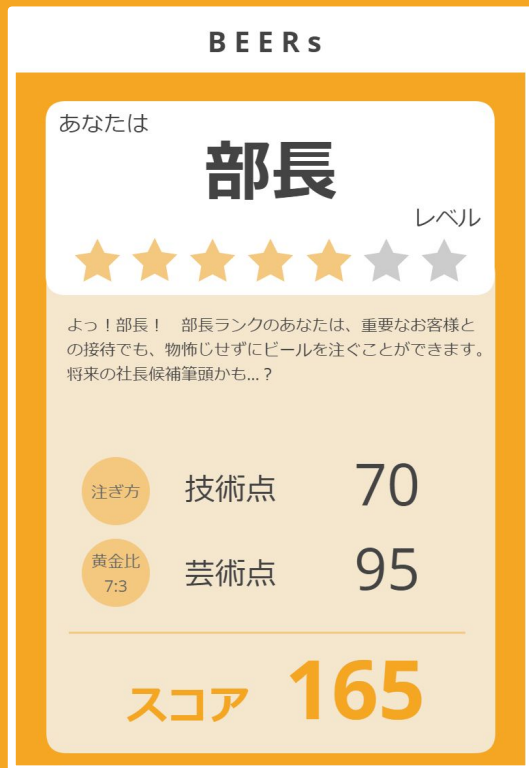 BEERs
あなたは
部長
レベル
よっ！部長！　部長ランクのあなたは、重要なお客様と
の接待でも、物怖じせずにビールを注ぐことができます。
将来の社長候補筆頭かも...？
注ぎ方 技術点 70
黄金比
7:3
芸術点 95
スコア 165